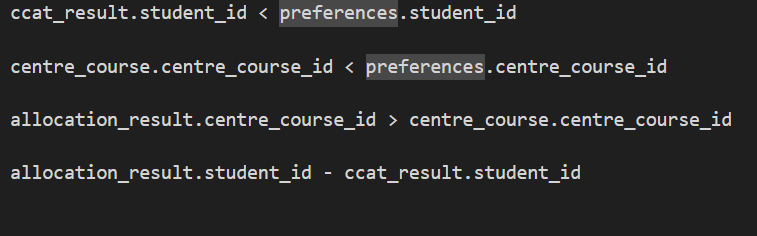 ccat_result.student_id < preferences.student_id
centre_course.centre_course_id < preferences.centre_course_id
allocation_result.centre_course_id > centre_course.centre_course_id
allocation_result.student_id - ccat_result.student_id